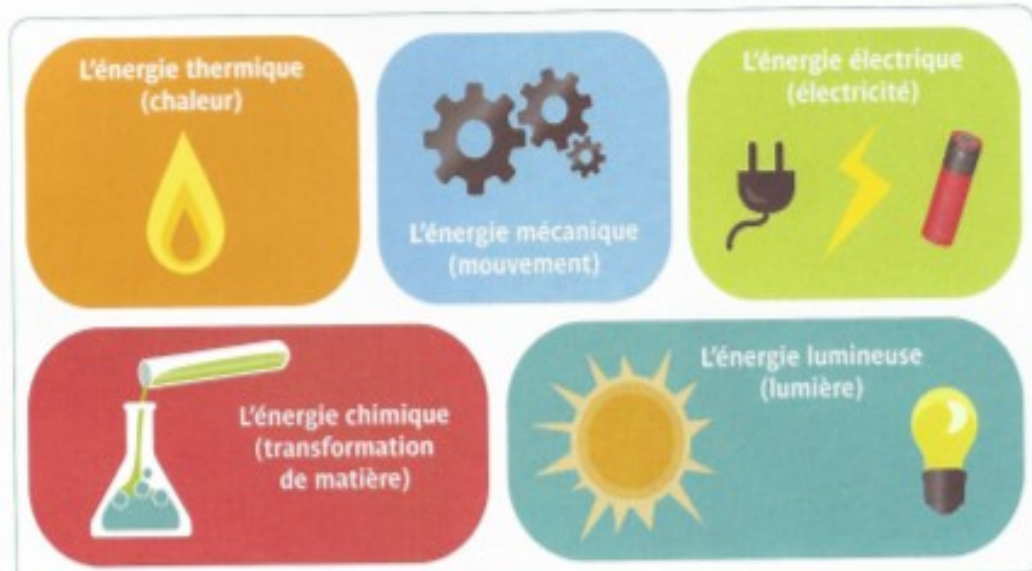 L'énergie thermique
(chaleur)
L'énergie mécanique
(mouvement)
L'énergie électrique
(électricité)
L'énergie chimique
(transformation
de matière)
L'énergie lumineuse
(lumière)